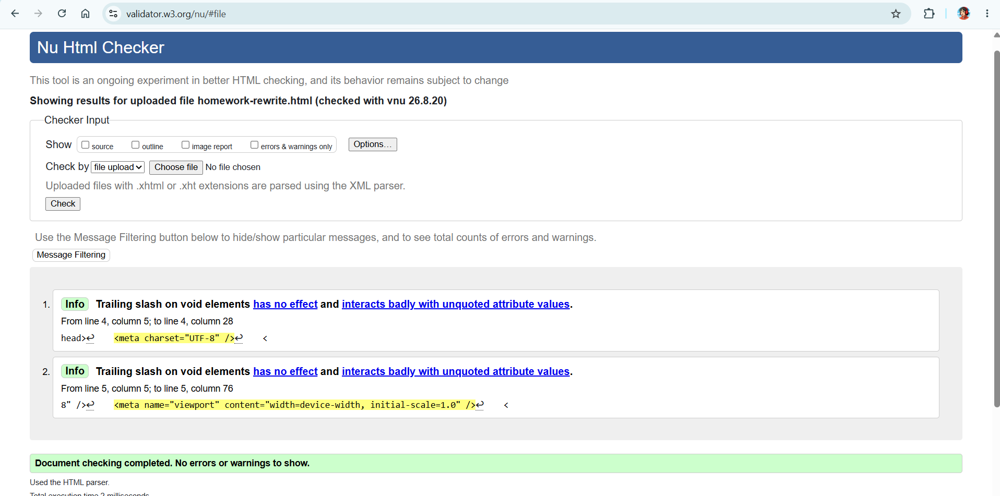 validator.w3.org/nu/#file
Nu Html Checker
This tool is an ongoing experiment in better HTML checking, and its behavior remains subject to change
Showing results for uploaded file homework-rewrite.html (checked with vnu 26.8.20)
Checker Input
Show source outline image report errors & warnings only Options…
Check by file upload Choose file No file chosen
Uploaded files with .xhtml or .xht extensions are parsed using the XML parser.
Check
Use the Message Filtering button below to hide/show particular messages, and to see total counts of errors and warnings.
Message Filtering
1. Info Trailing slash on void elements has no effect and interacts badly with unquoted attribute values.
From line 4, column 5; to line 4, column 28
head>↩ <meta charset="UTF-8" />↩ <
2. Info Trailing slash on void elements has no effect and interacts badly with unquoted attribute values.
From line 5, column 5; to line 5, column 76
8" />↩ <meta name="viewport" content="width=device-width, initial-scale=1.0" />↩ <
Document checking completed. No errors or warnings to show.
Used the HTML parser.
Total execution time 2 milliseconds.